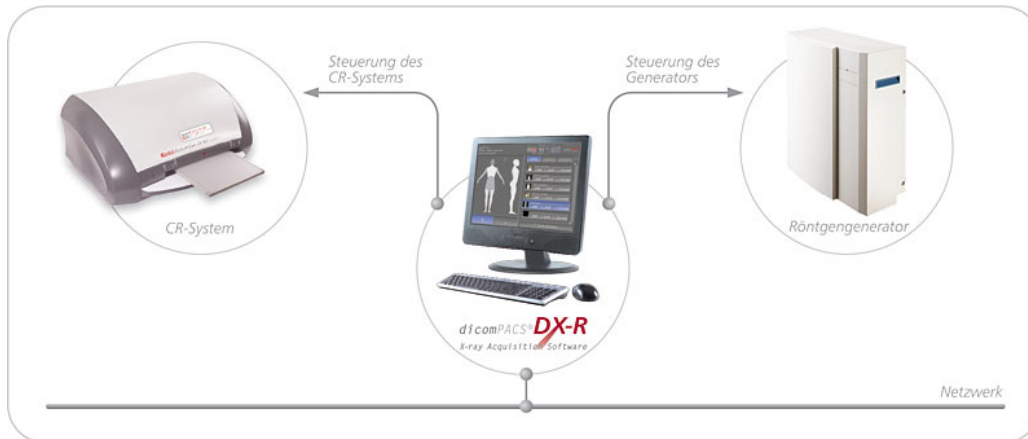 Steuerung des
CR-Systems
Steuerung des
Generators
CR-System
Röntgengenerator
dicomPACS® DX-R
X-ray Acquisition Software
Netzwerk